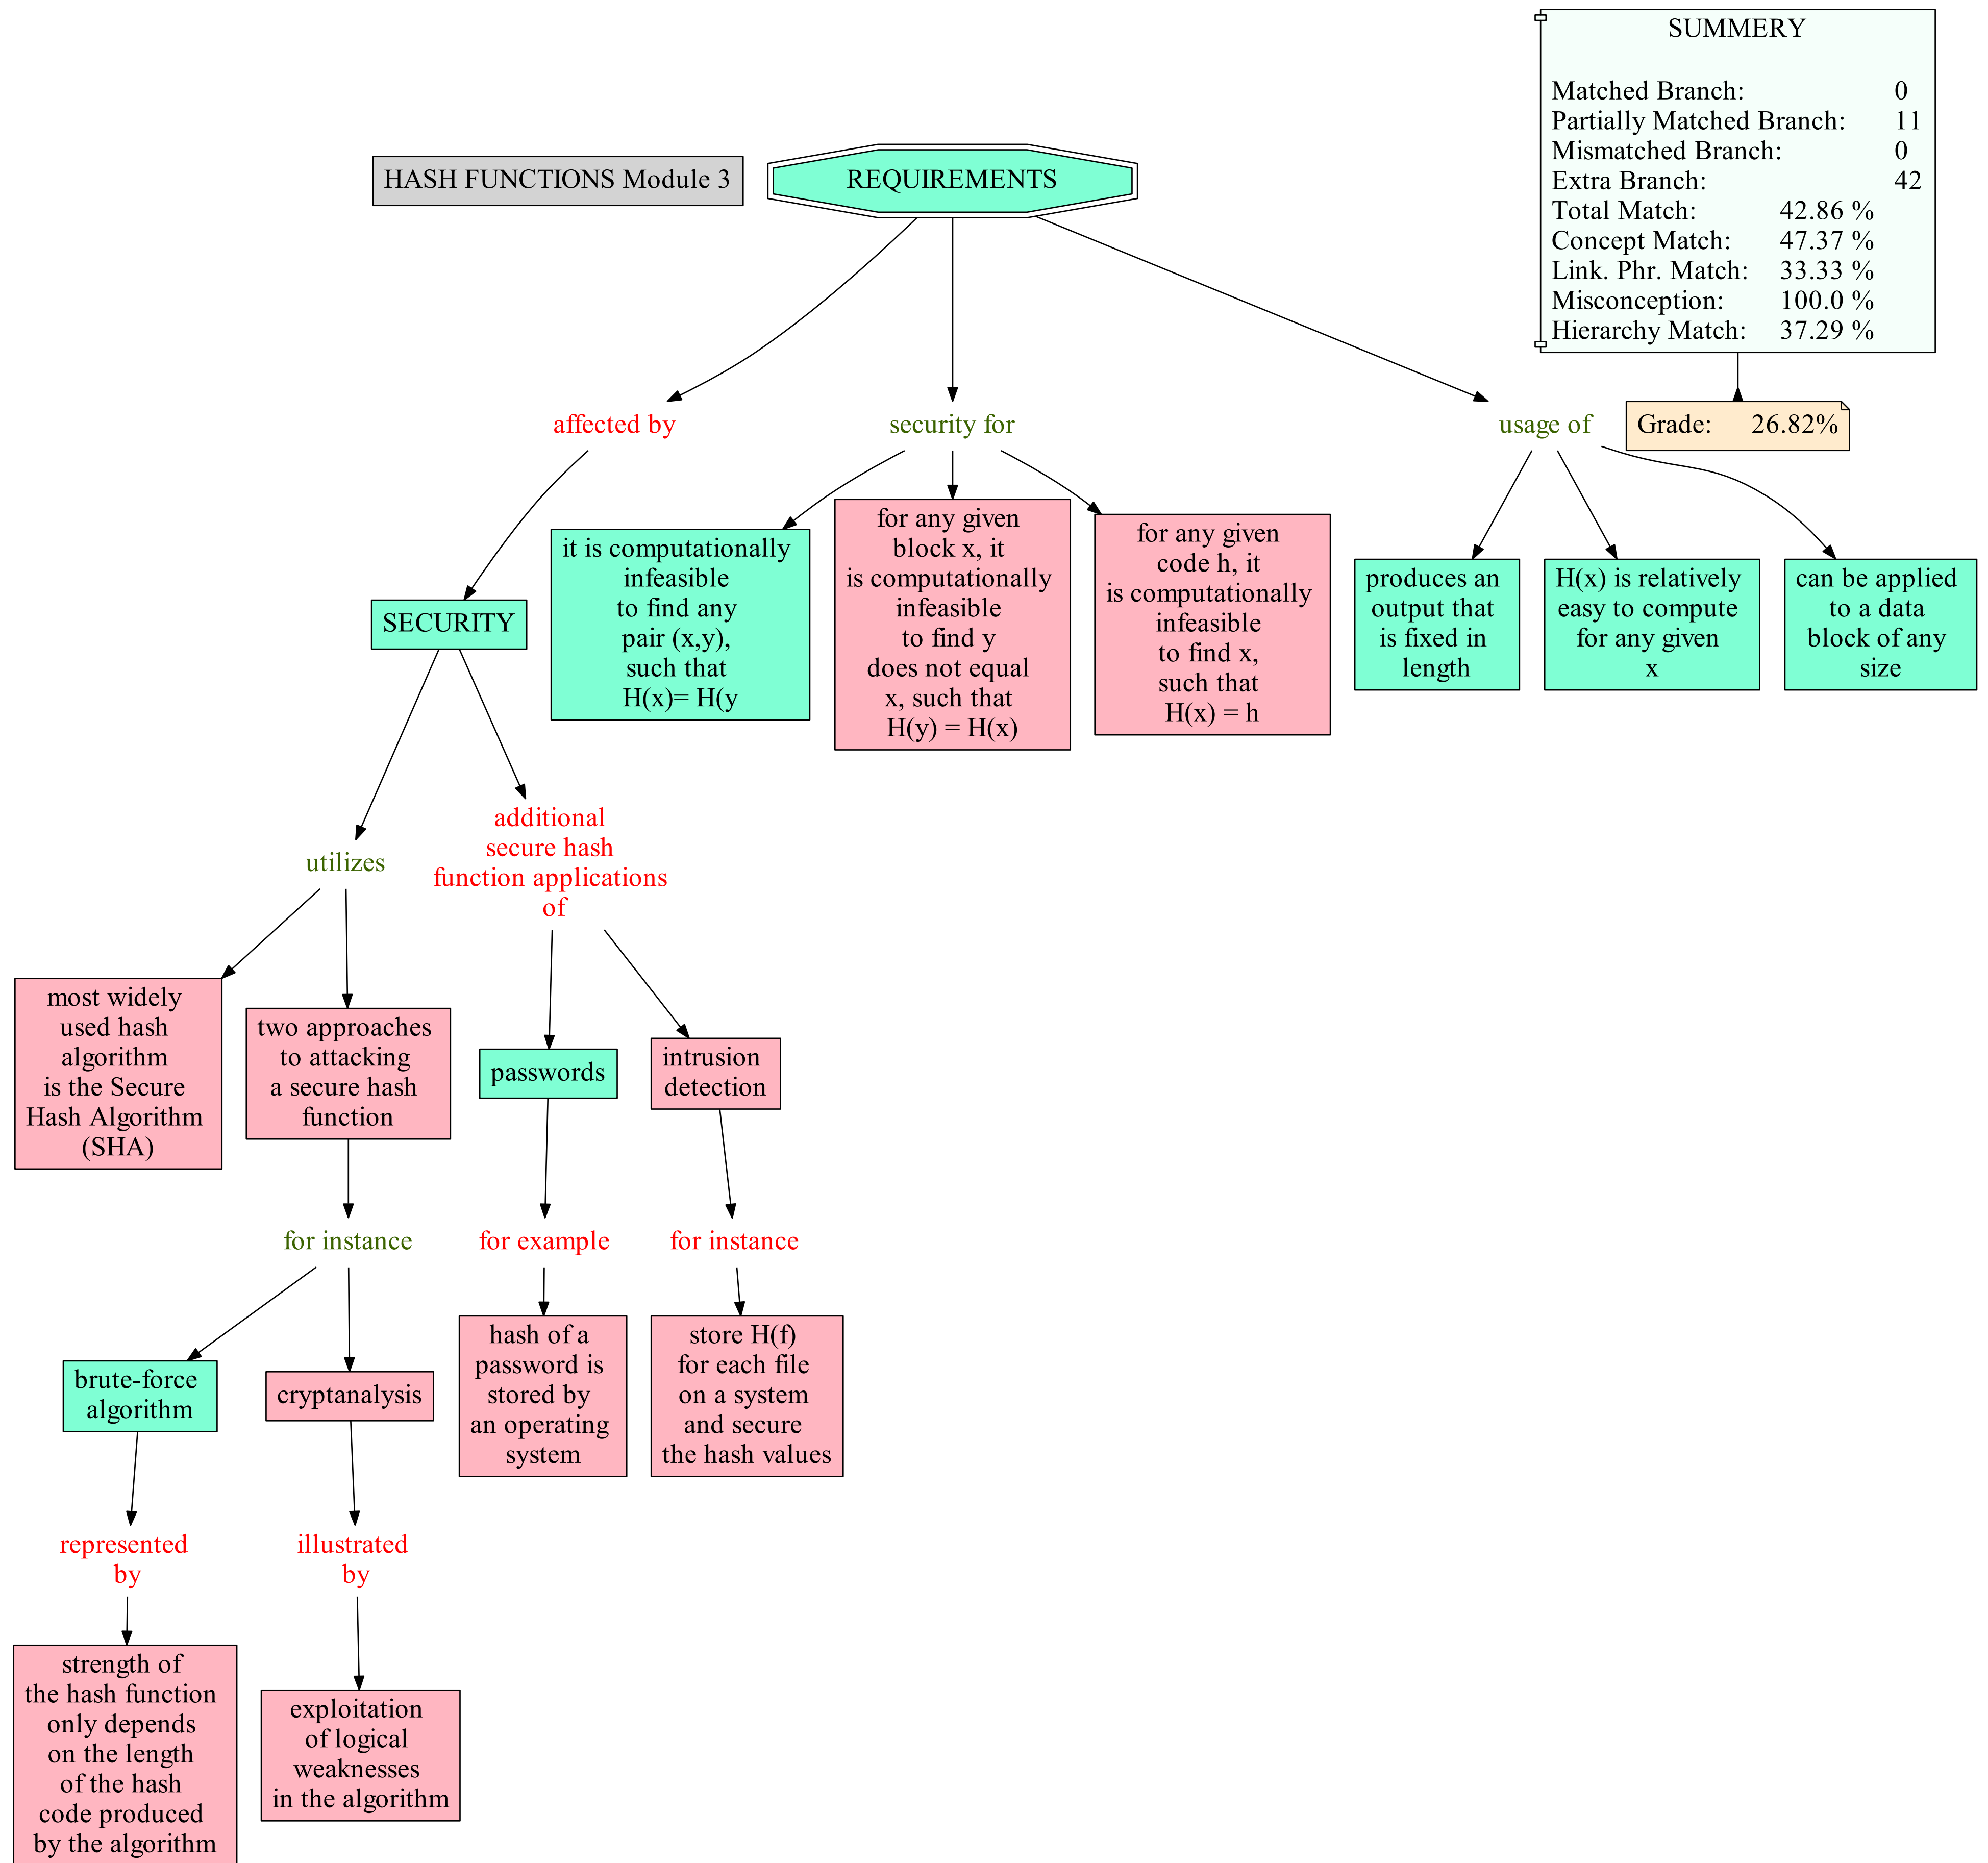 SUMMERY
Matched Branch: 0
Partially Matched Branch: 11
Mismatched Branch: 0
Extra Branch: 42
Total Match: 42.86 %
Concept Match: 47.37 %
Link. Phr. Match: 33.33 %
Misconception: 100.0 %
Hierarchy Match: 37.29 %
HASH FUNCTIONS Module 3
REQUIREMENTS
affected by
security for
usage of
Grade: 26.82%
it is computationally
infeasible
to find any
pair (x,y),
such that
H(x)= H(y
for any given
block x, it
is computationally
infeasible
to find y
does not equal
x, such that
H(y) = H(x)
for any given
code h, it
is computationally
infeasible
to find x,
such that
H(x) = h
produces an
output that
is fixed in
length
H(x) is relatively
easy to compute
for any given
x
can be applied
to a data
block of any
size
SECURITY
utilizes
additional
secure hash
function applications
of
most widely
used hash
algorithm
is the Secure
Hash Algorithm
(SHA)
two approaches
to attacking
a secure hash
function
passwords
intrusion
detection
for instance
for example
for instance
brute-force
algorithm
cryptanalysis
hash of a
password is
stored by
an operating
system
store H(f)
for each file
on a system
and secure
the hash values
represented
by
illustrated
by
strength of
the hash function
only depends
on the length
of the hash
code produced
by the algorithm
exploitation
of logical
weaknesses
in the algorithm